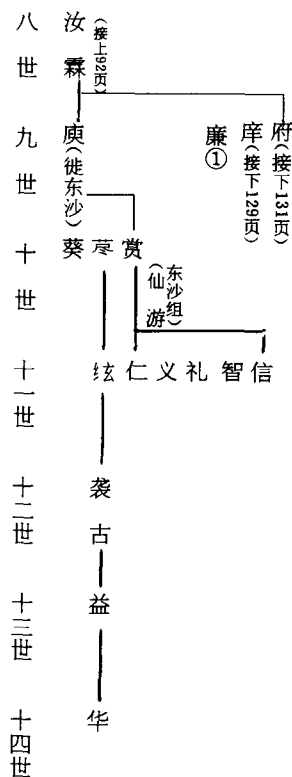 八世 汝霖(接上92页)
九世 庾(徙东沙) 廉① 庠(接下129页) 府(接下131页)
十世 葵 荩 赏(东沙组)(仙游)
十一世 纮 仁 义 礼 智 信
十二世 袭古
十三世 益
十四世 华